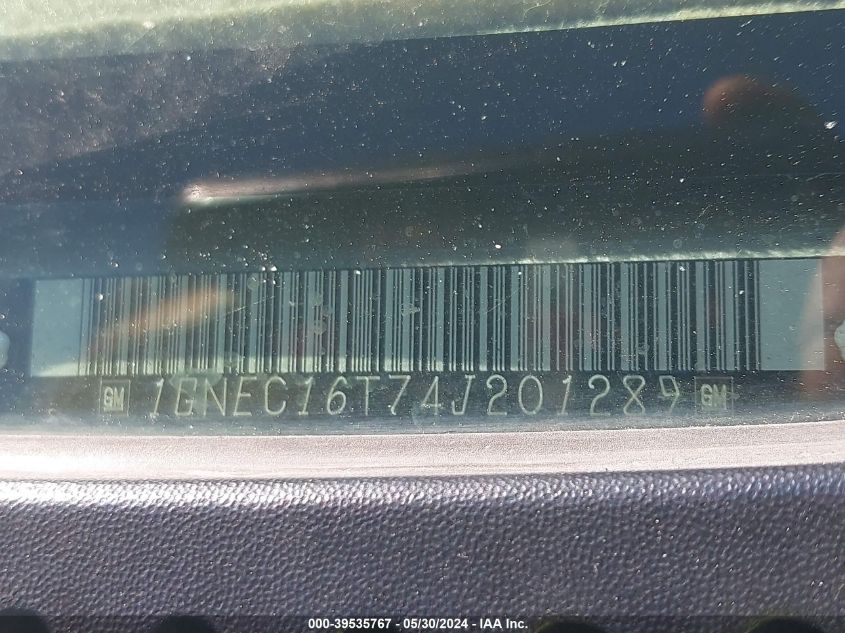 GM 1GNEC16T74J201289 GM
000-39535767 - 05/30/2024 - IAA Inc.